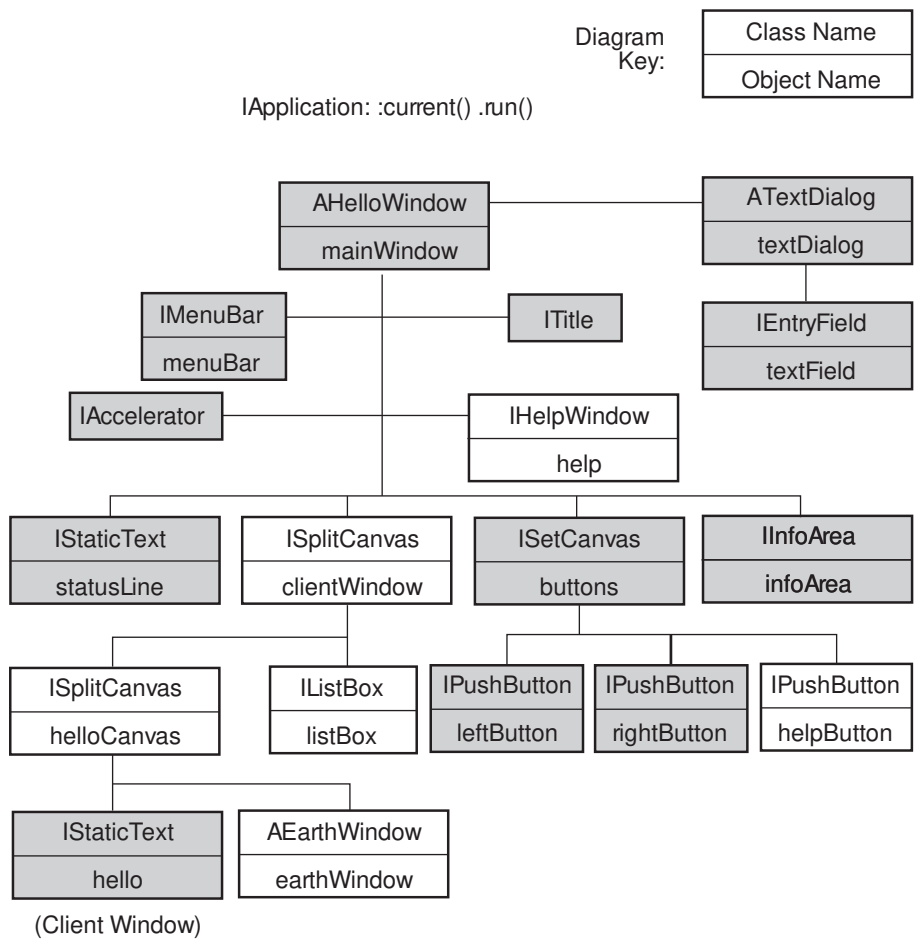 Diagram
Key:
Class Name
Object Name
IApplication: :current() .run()
AHelloWindow
mainWindow
ATextDialog
textDialog
IMenuBar
menuBar
ITitle
IEntryField
textField
IAccelerator
IHelpWindow
help
IStaticText
statusLine
ISplitCanvas
clientWindow
ISetCanvas
buttons
IInfoArea
infoArea
ISplitCanvas
helloCanvas
IListBox
listBox
IPushButton
leftButton
IPushButton
rightButton
IPushButton
helpButton
IStaticText
hello
AEarthWindow
earthWindow
(Client Window)